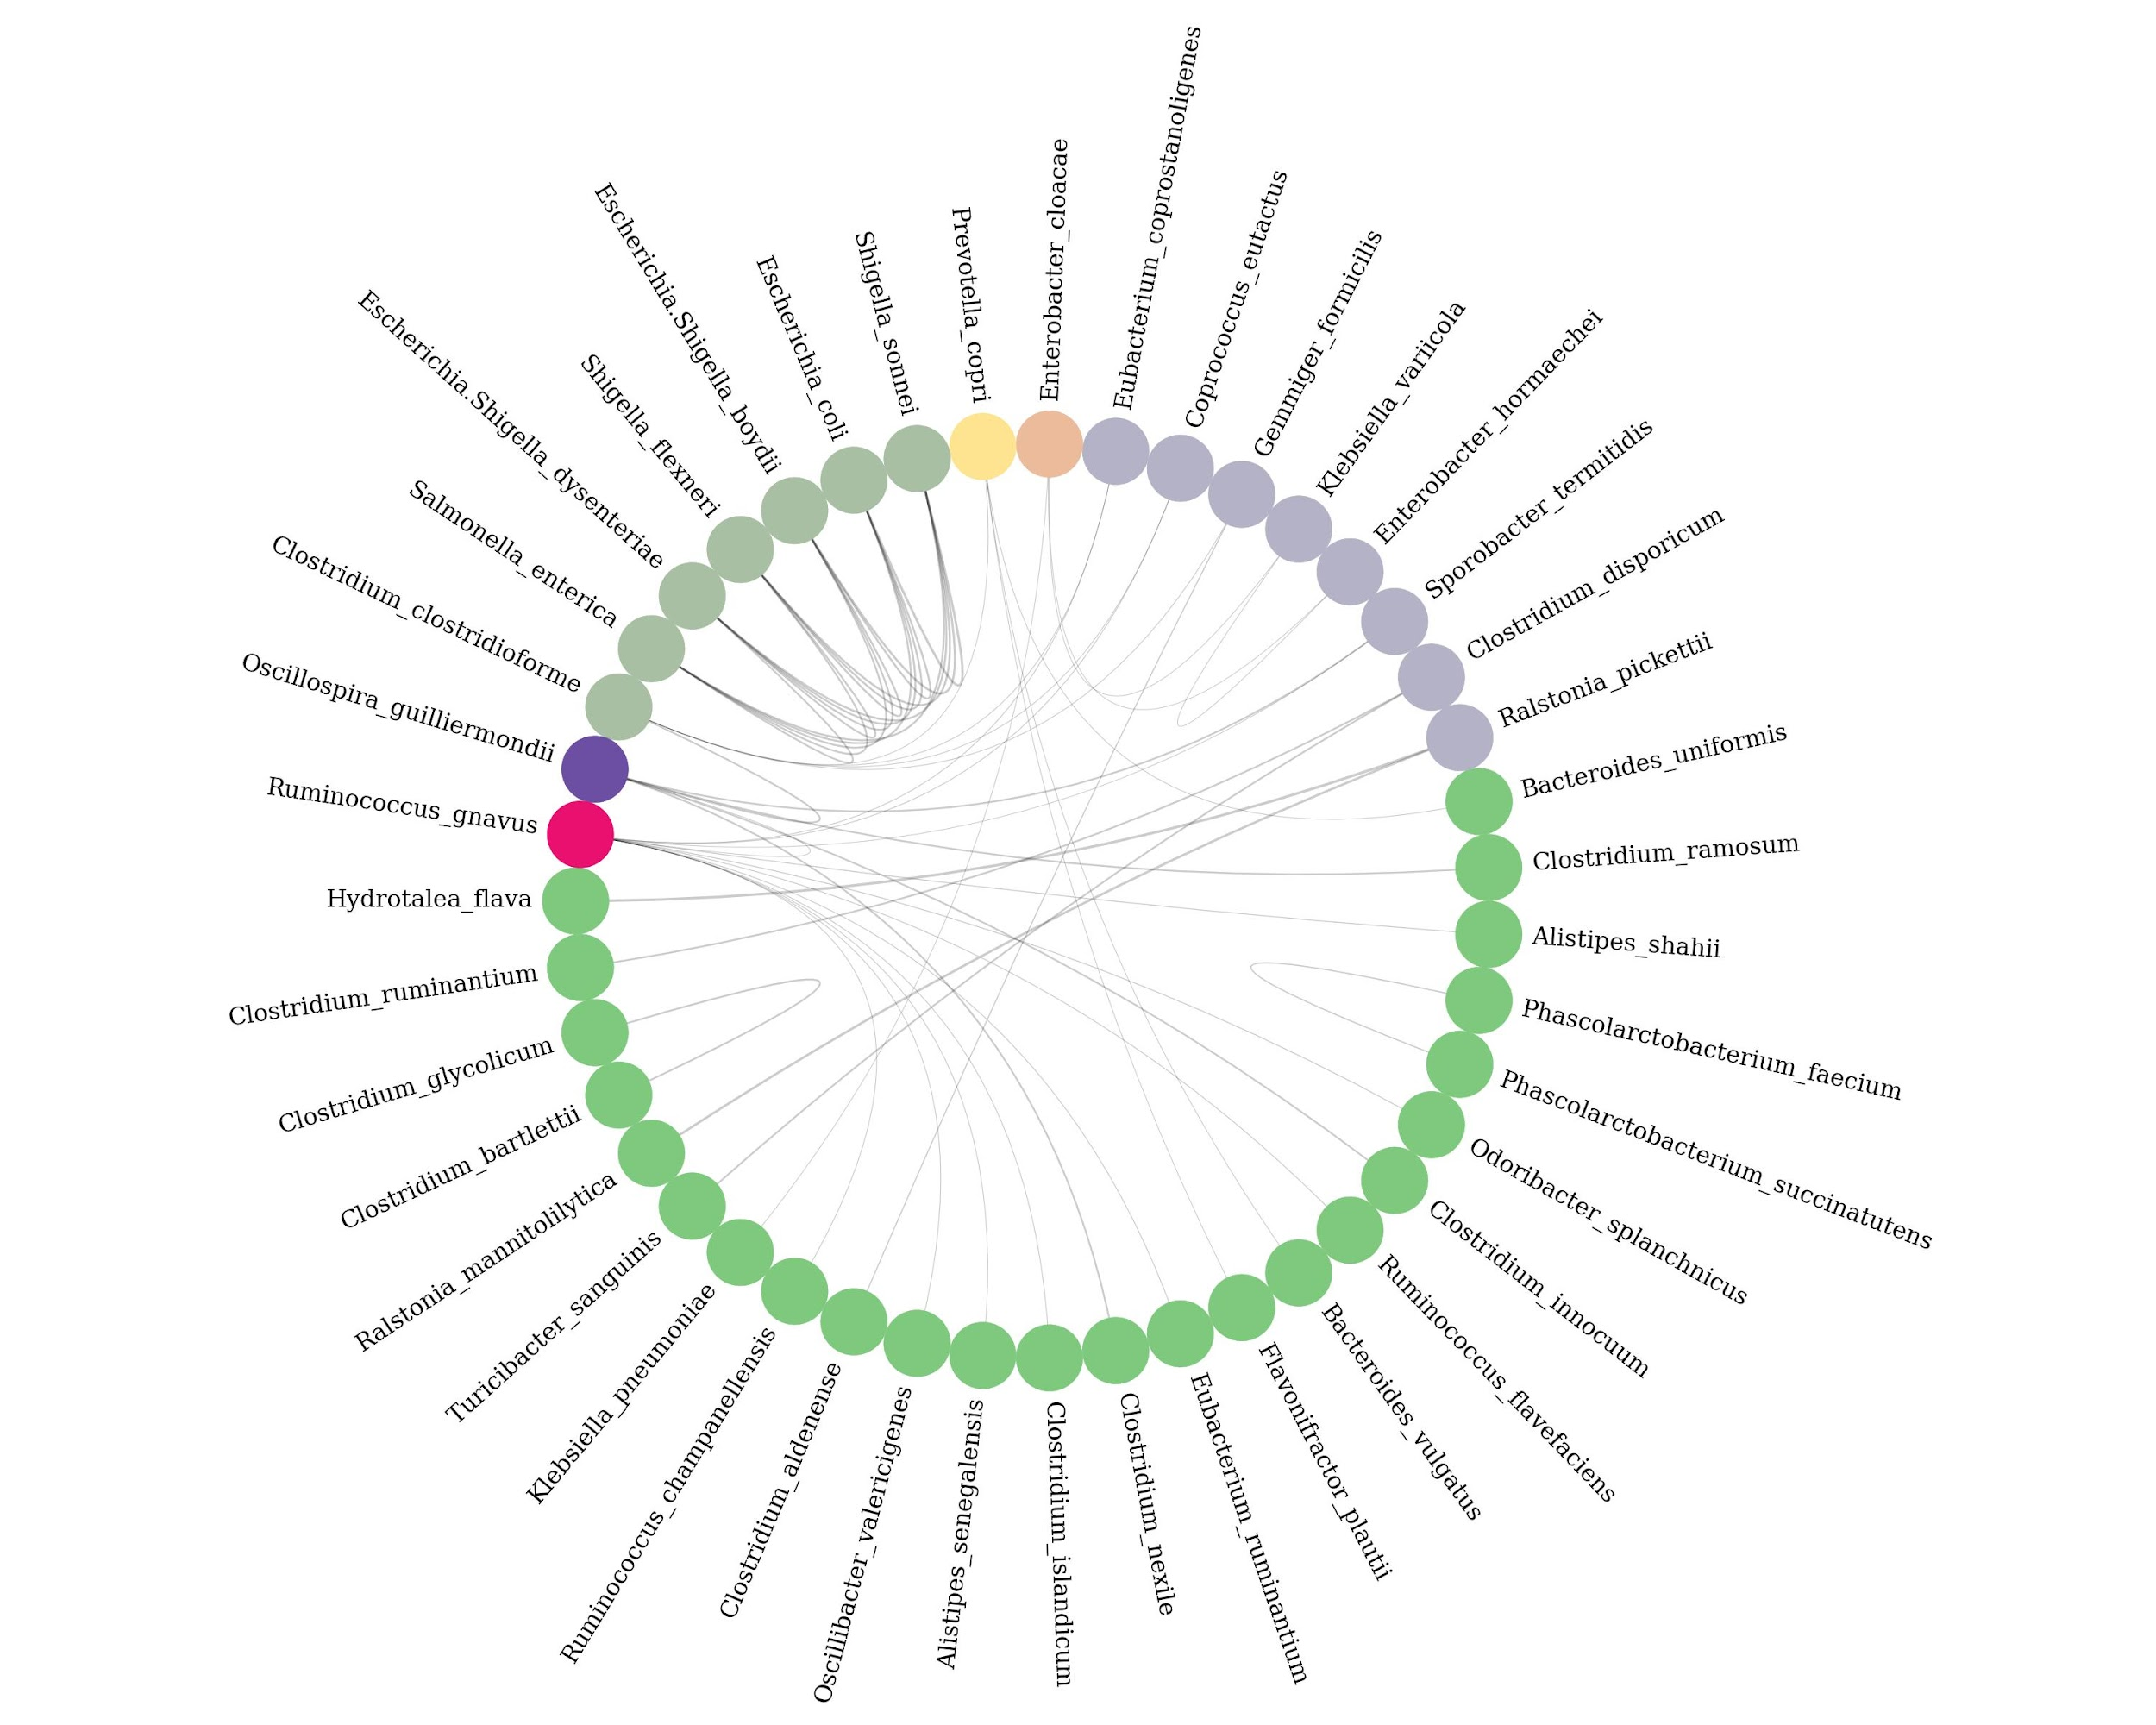 Prevotella_copri
Enterobacter_cloacae
Eubacterium_coprostanoligenes
Coprococcus_eutactus
Gemmiger_formicilis
Klebsiella_variicola
Enterobacter_hormaechei
Sporobacter_termitidis
Clostridium_disporicum
Ralstonia_pickettii
Bacteroides_uniformis
Clostridium_ramosum
Alistipes_shahii
Phascolarctobacterium_faecium
Phascolarctobacterium_succinatutens
Odoribacter_splanchnicus
Clostridium_innocuum
Ruminococcus_flavefaciens
Bacteroides_vulgatus
Flavonifractor_plautii
Eubacterium_ruminantium
Clostridium_nexile
Clostridium_islandicum
Alistipes_senegalensis
Oscillibacter_valericigenes
Clostridium_aldenense
Ruminococcus_champanellensis
Klebsiella_pneumoniae
Turicibacter_sanguinis
Ralstonia_mannitolilytica
Clostridium_bartlettii
Clostridium_glycolicum
Clostridium_ruminantium
Hydrotalea_flava
Ruminococcus_gnavus
Oscillospira_guilliermondii
Clostridium_clostridioforme
Salmonella_enterica
Escherichia.Shigella_dysenteriae
Shigella_flexneri
Escherichia.Shigella_boydii
Escherichia_coli
Shigella_sonnei